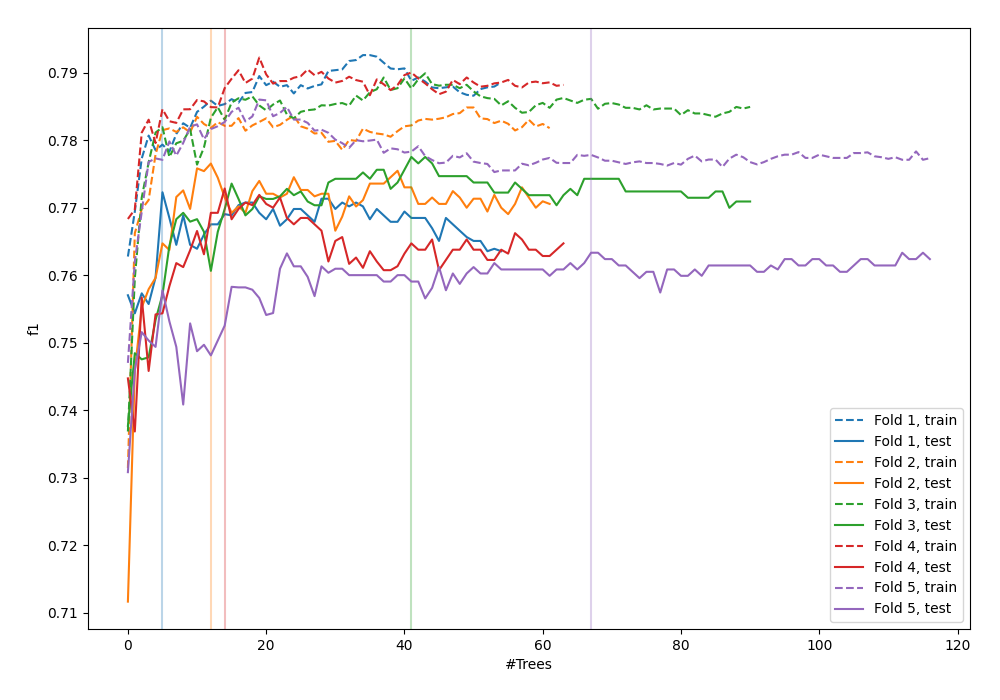 0.79
0.78
0.77
0.76
0.75
0.74
0.73
0.72
0.71
f1
0 20 40 60 80 100 120
#Trees
Fold 1, train
Fold 1, test
Fold 2, train
Fold 2, test
Fold 3, train
Fold 3, test
Fold 4, train
Fold 4, test
Fold 5, train
Fold 5, test